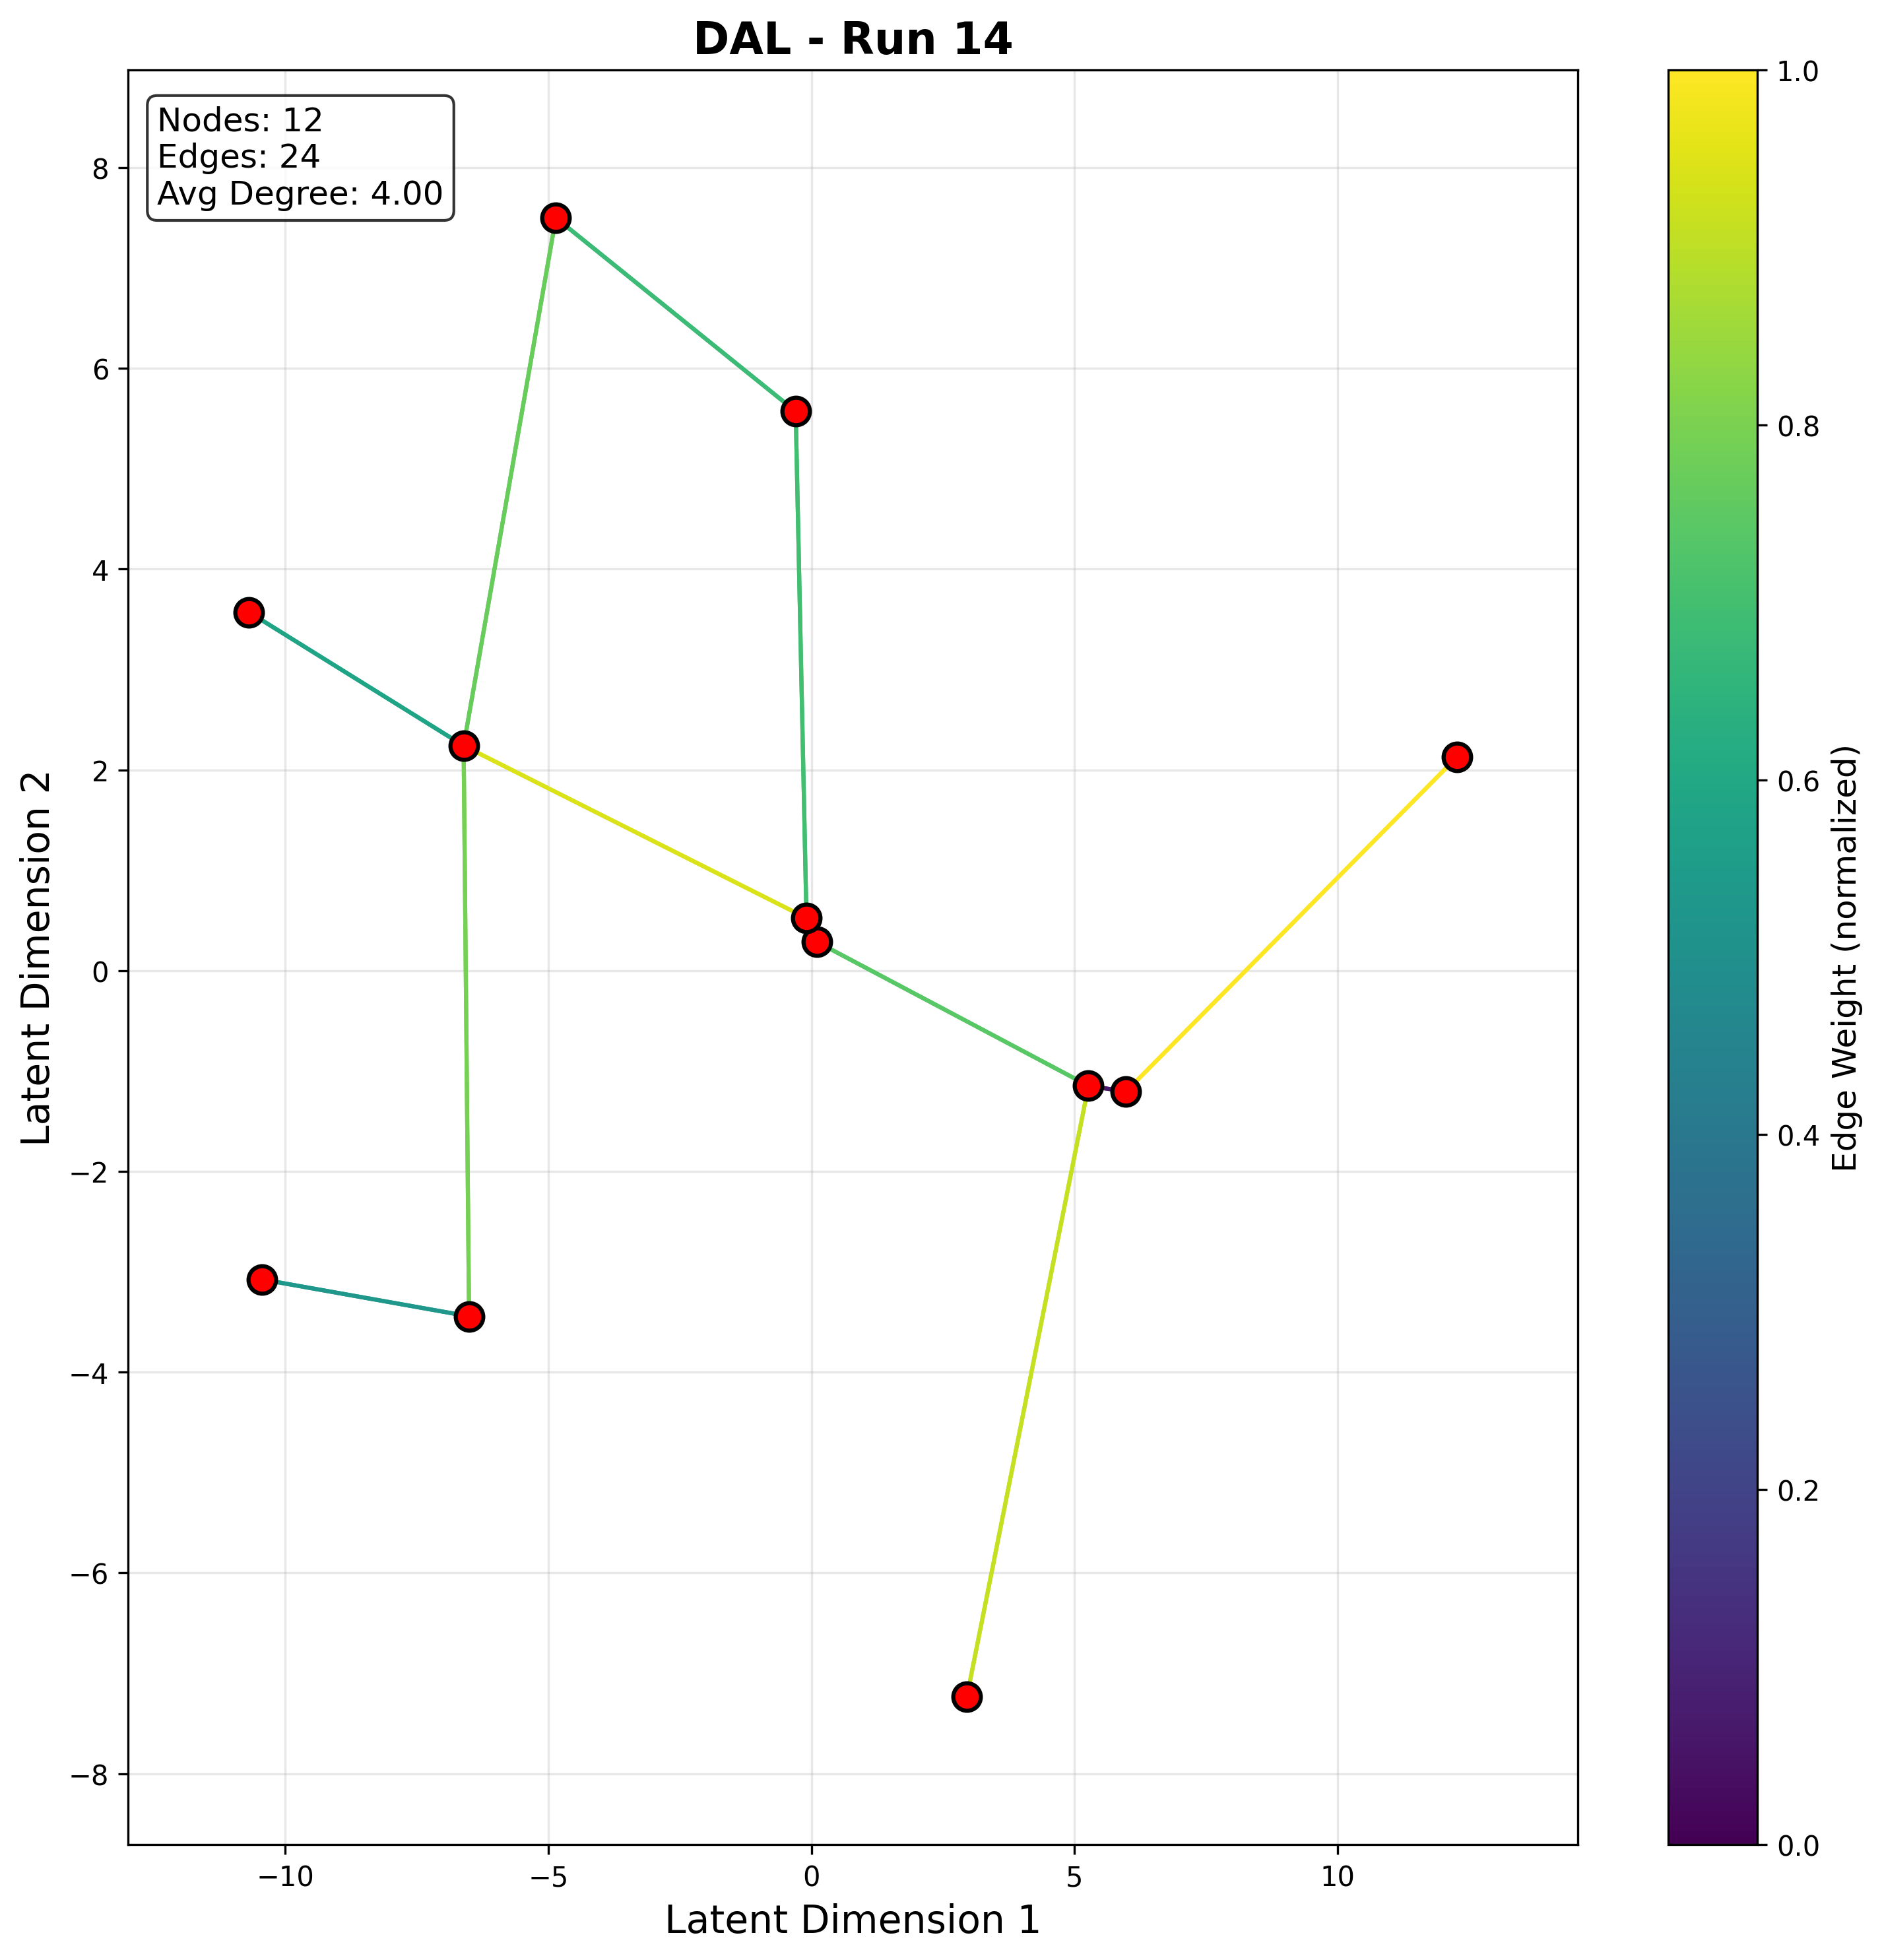 DAL - Run 14
Nodes: 12
Edges: 24
Avg Degree: 4.00
8
6
4
2
0
−2
−4
−6
−8
Latent Dimension 2
−10
−5
0
5
10
Latent Dimension 1
1.0
0.8
0.6
0.4
0.2
0.0
Edge Weight (normalized)